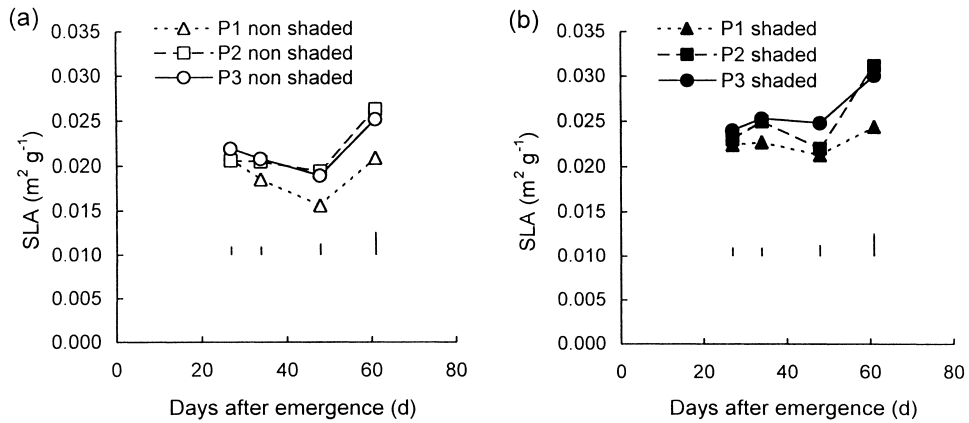 (a)
P1 non shaded
P2 non shaded
P3 non shaded
0.035
0.030
0.025
0.020
0.015
0.010
0.005
0.000
SLA (m² g⁻¹)
0 20 40 60 80
Days after emergence (d)
(b)
P1 shaded
P2 shaded
P3 shaded
0.035
0.030
0.025
0.020
0.015
0.010
0.005
0.000
SLA (m² g⁻¹)
0 20 40 60 80
Days after emergence (d)